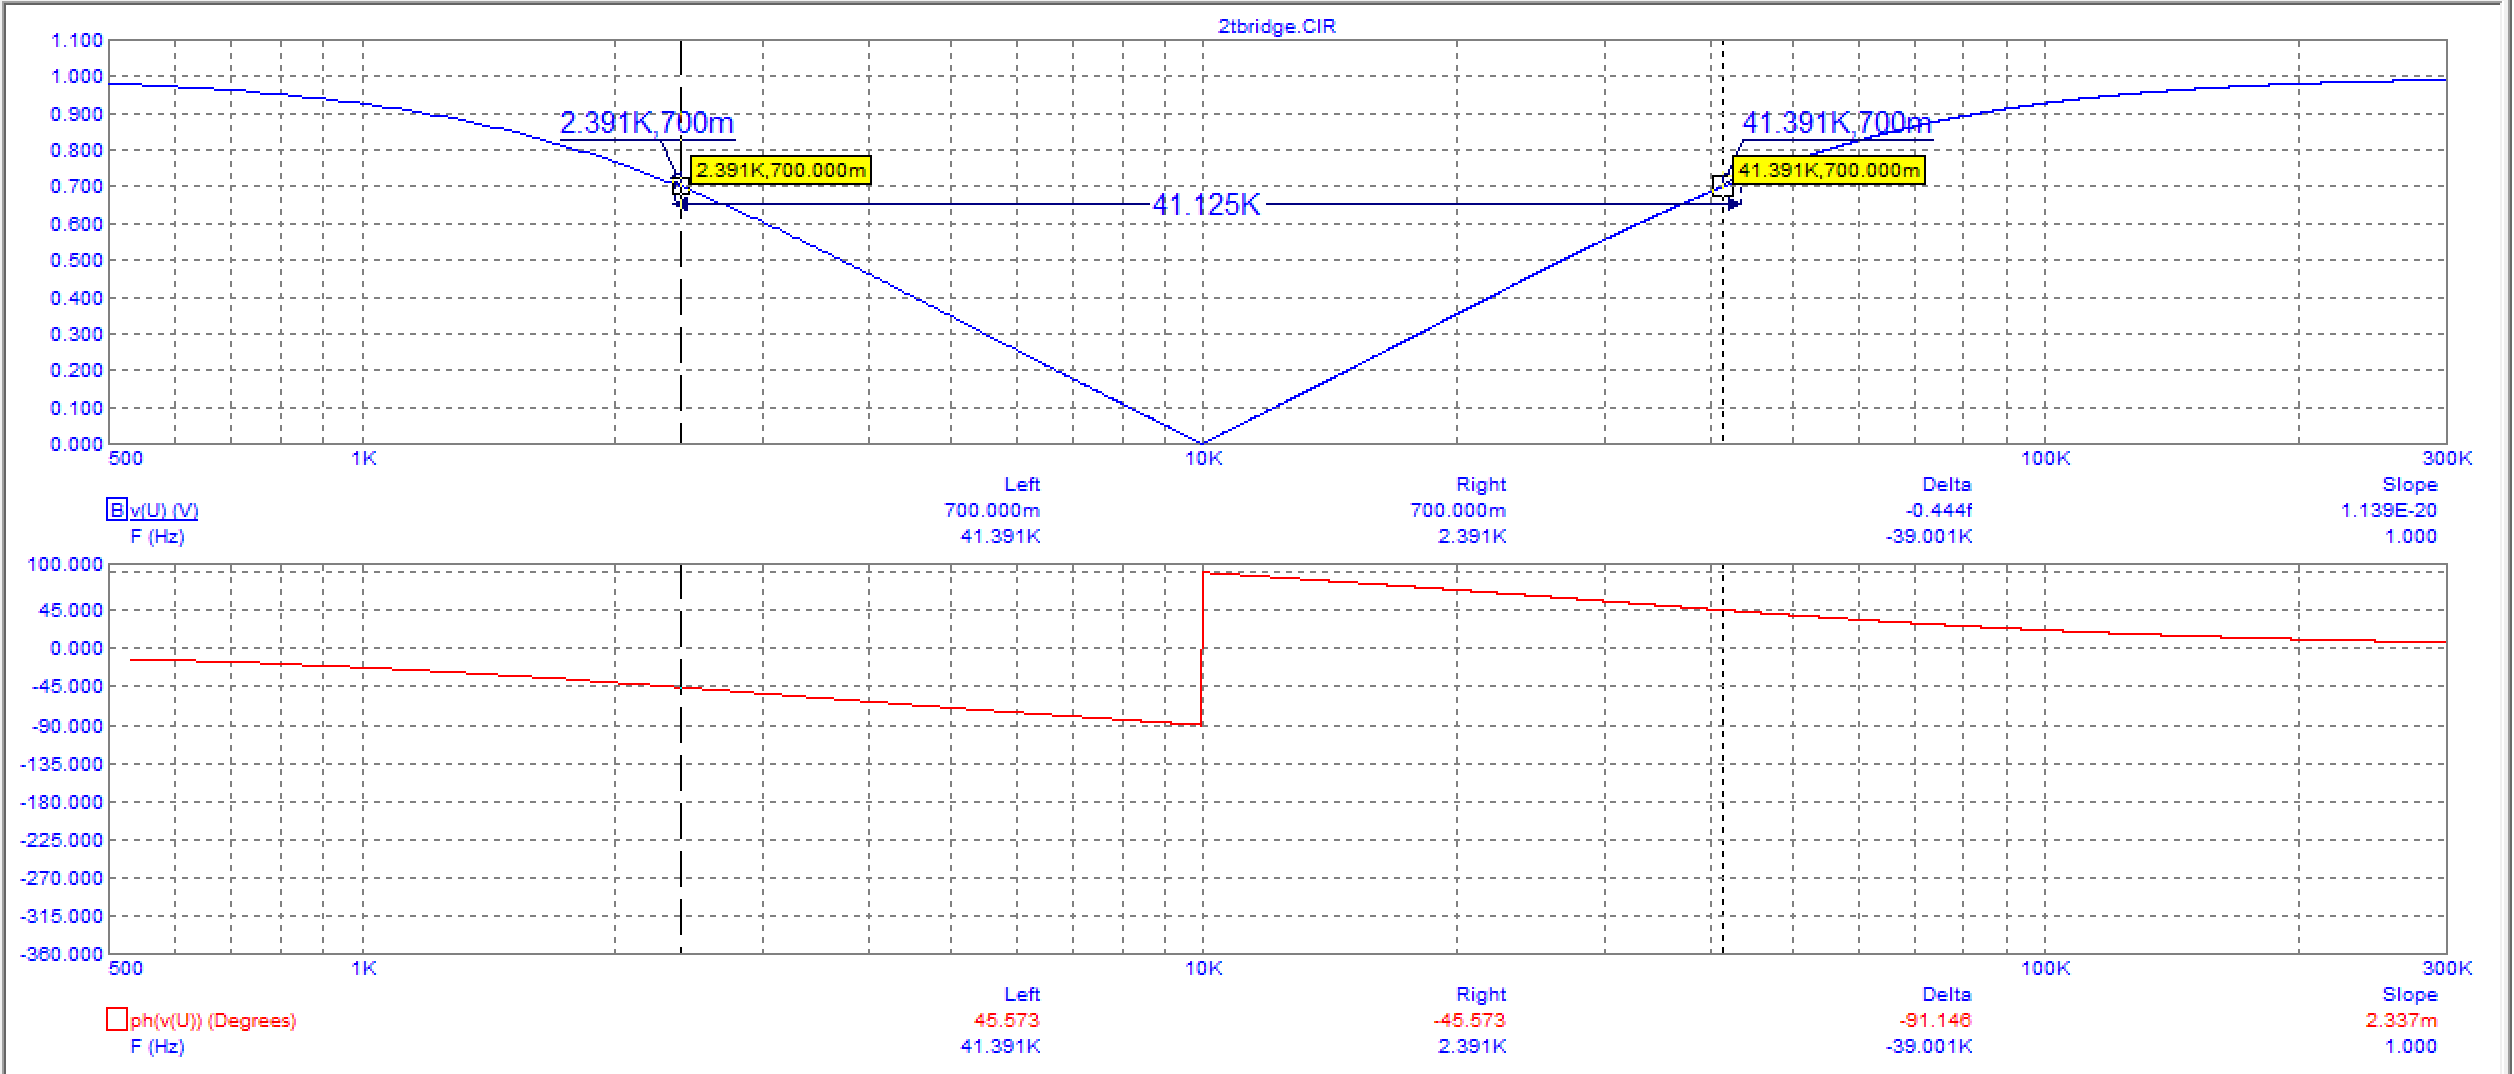 2tbridge.CIR
1.100
1.000
0.900
2.391K,700m
41.391K,700m
0.800
2.391K,700.000m
41.391K,700.000m
0.700
41.125K
0.600
0.500
0.400
0.300
0.200
0.100
0.000
500 1K 10K 100K 300K
Left Right Delta Slope
B v(U) (V) 700.000m 700.000m -0.444f 1.139E-20
F (Hz) 41.391K 2.391K -39.001K 1.000
100.000
45.000
0.000
-45.000
-90.000
-135.000
-180.000
-225.000
-270.000
-315.000
-360.000
500 1K 10K 100K 300K
Left Right Delta Slope
ph(v(U)) (Degrees) 45.573 -45.573 -91.146 2.337m
F (Hz) 41.391K 2.391K -39.001K 1.000